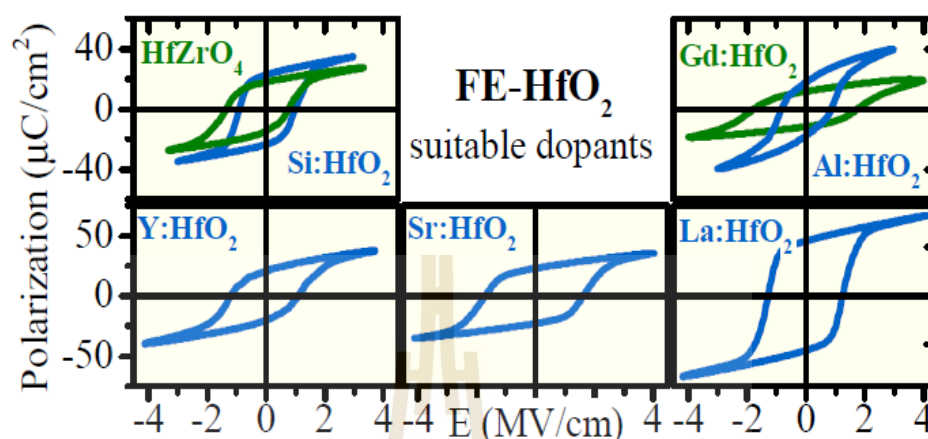 Polarization (µC/cm²)
40
0
-40
HfZrO₄
Si:HfO₂
FE-HfO₂
suitable dopants
Gd:HfO₂
Al:HfO₂
50
0
-50
Y:HfO₂
Sr:HfO₂
La:HfO₂
-4 -2 0 2 4
-4 E (MV/cm) 4
-4 -2 0 2 4